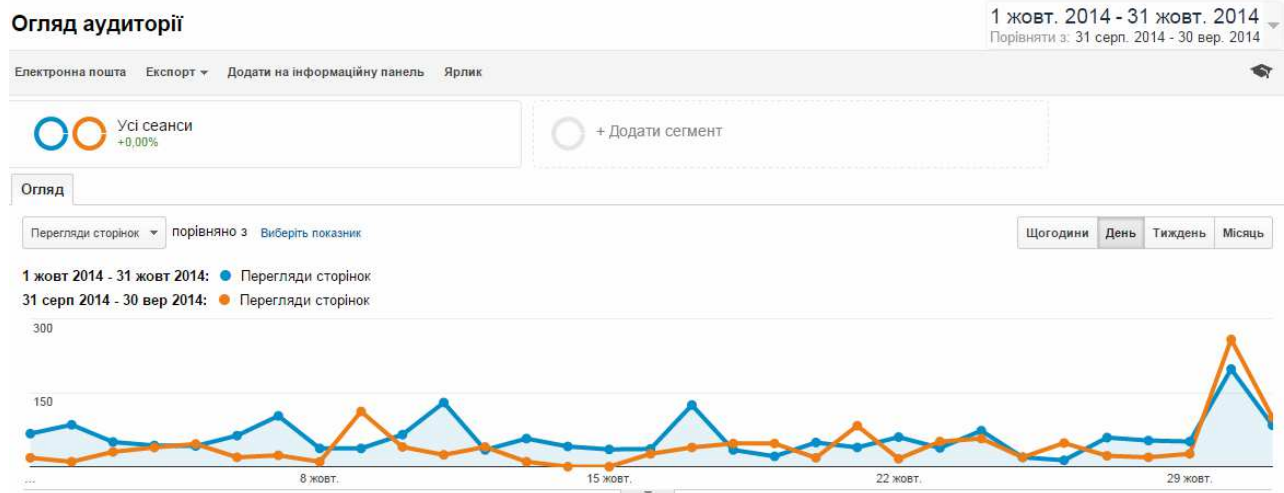 Огляд аудиторії
1 жовт. 2014 - 31 жовт. 2014
Порівняти з: 31 серп. 2014 - 30 вер. 2014
Електронна пошта Експорт Додати на інформаційну панель Ярлик
Усі сеанси
+0,00%
+ Додати сегмент
Огляд
Перегляди сторінок порівняно з Виберіть показник
Щогодини День Тиждень Місяць
1 жовт 2014 - 31 жовт 2014: Перегляди сторінок
31 серп 2014 - 30 вер 2014: Перегляди сторінок
300
150
... 8 жовт. 15 жовт. 22 жовт. 29 жовт.